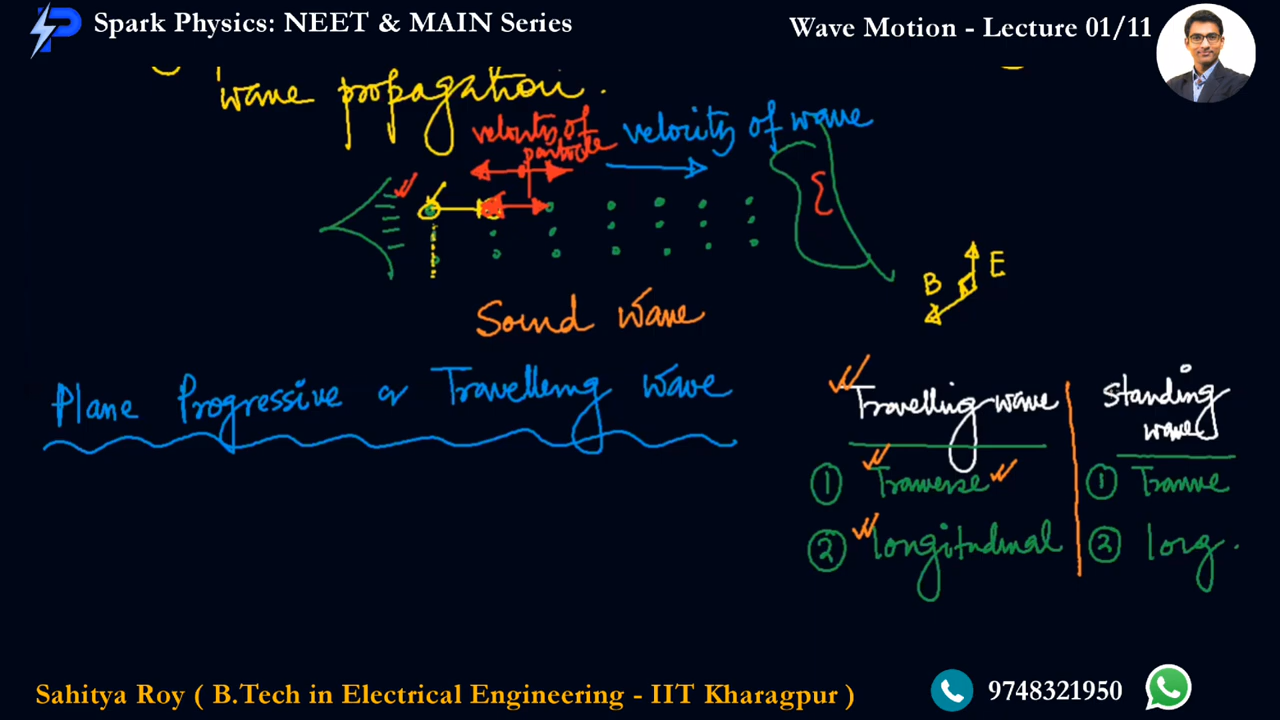 Spark Physics: NEET & MAIN Series
Wave Motion - Lecture 01/11
wave propagation.
velocity of
particle
velocity of wave
E
B
Sound Wave
Plane Progressive or Travelling Wave
Travelling wave
① Tranverse
② longitudinal
Standing
wave
① Tranve
② long.
Sahitya Roy ( B.Tech in Electrical Engineering - IIT Kharagpur )
9748321950